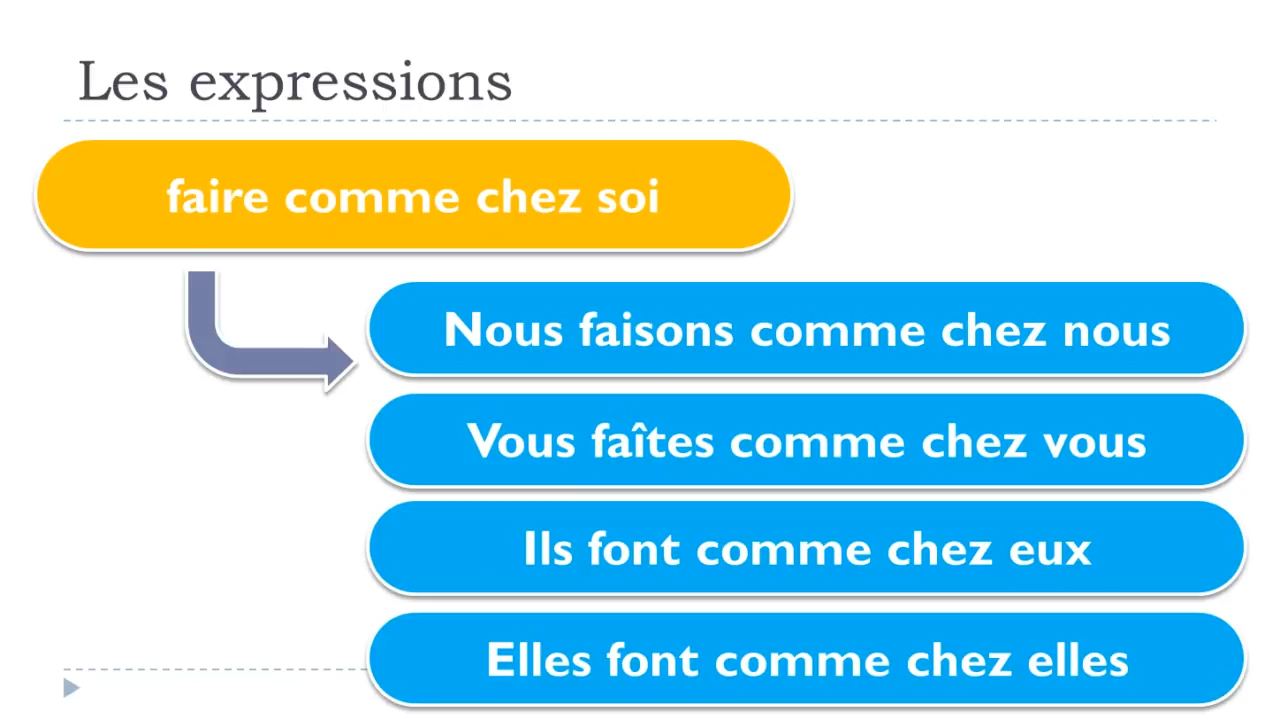 Les expressions
faire comme chez soi
Nous faisons comme chez nous
Vous faîtes comme chez vous
Ils font comme chez eux
Elles font comme chez elles